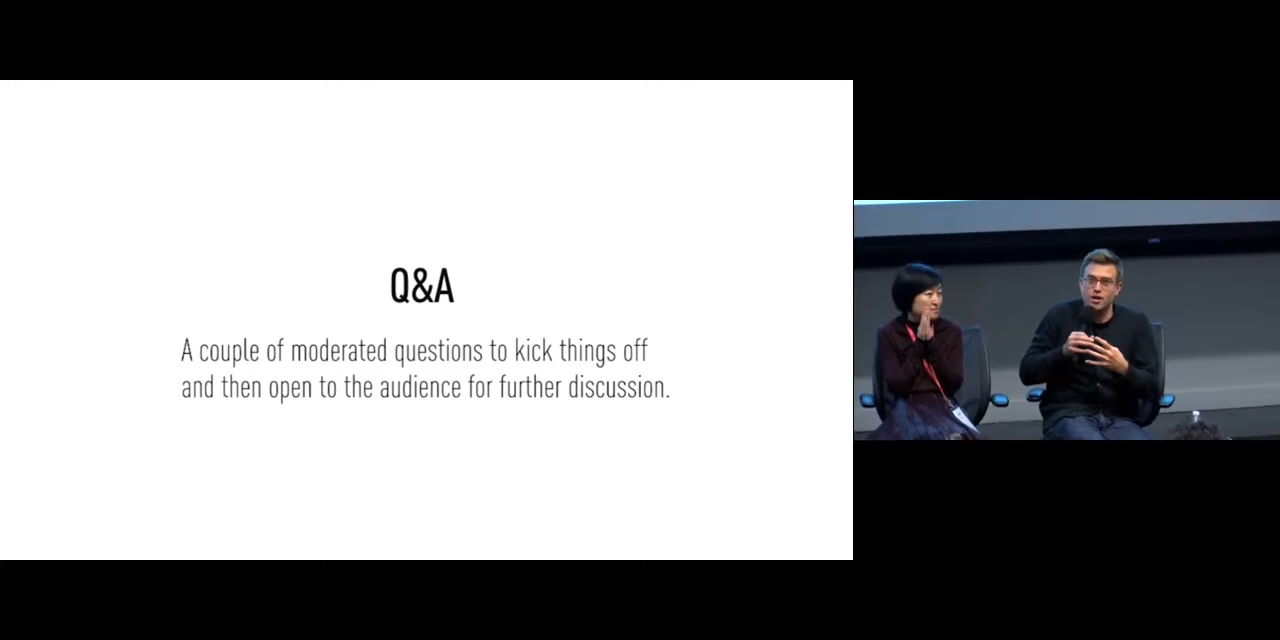 Q&A
A couple of moderated questions to kick things off
and then open to the audience for further discussion.